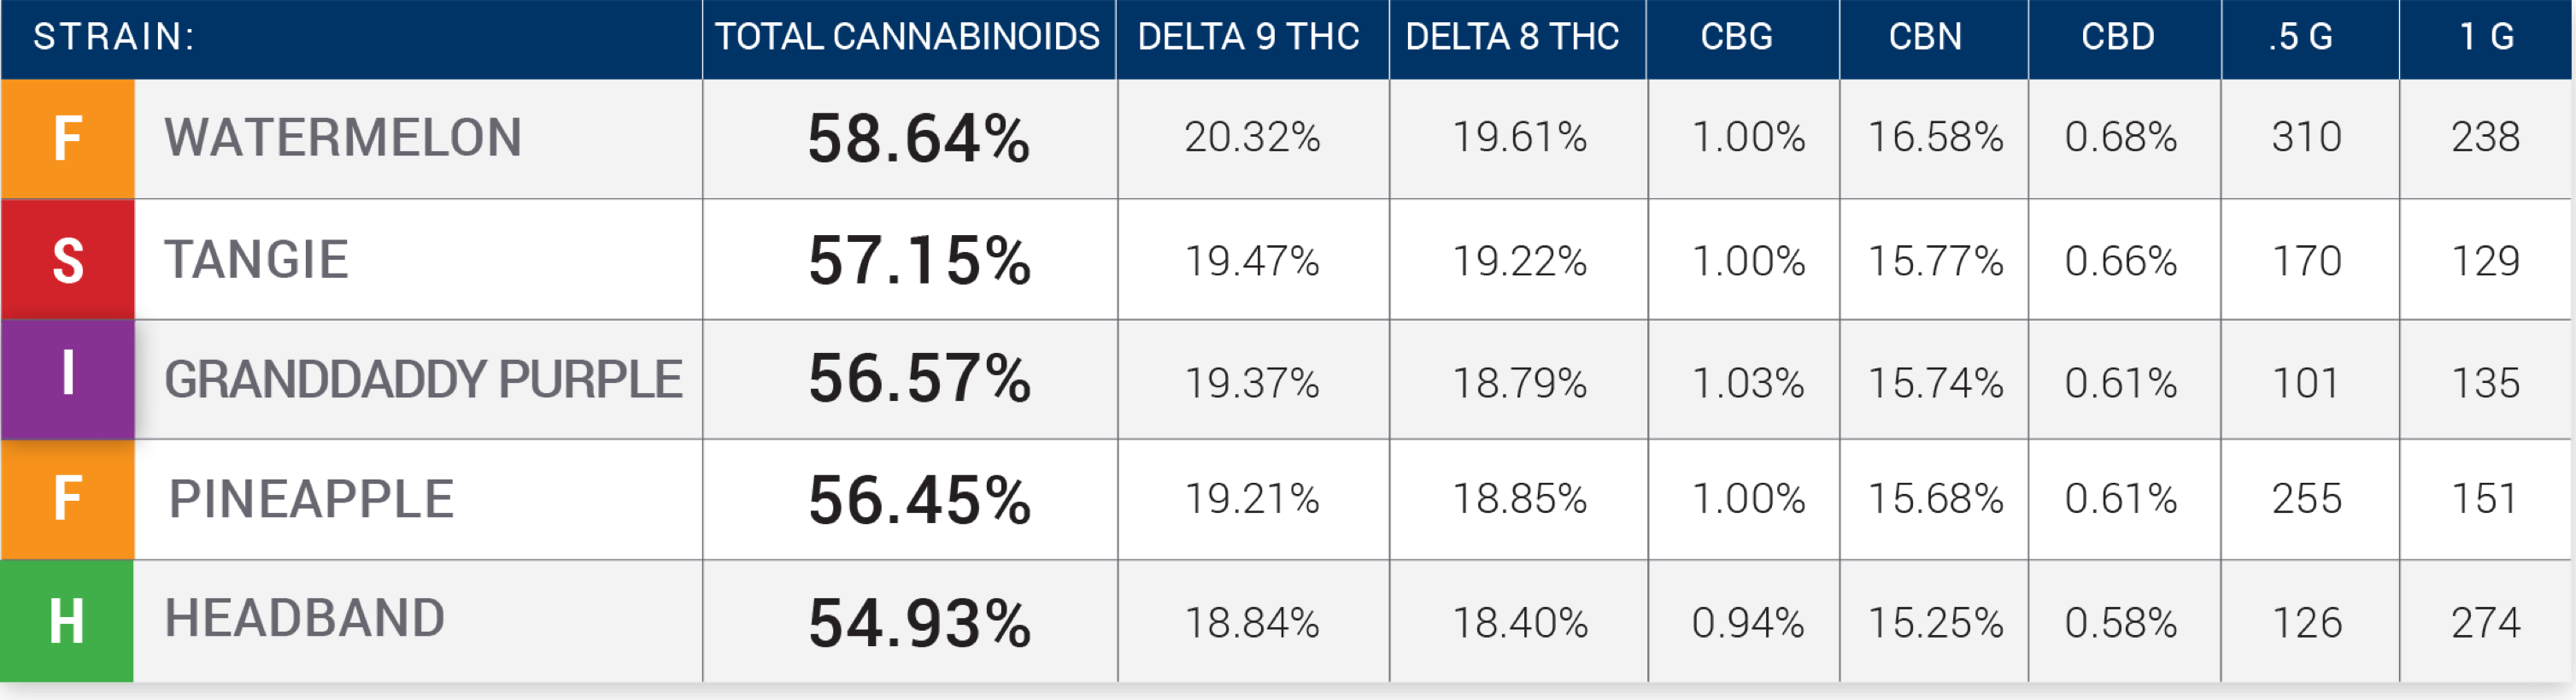 STRAIN: TOTAL CANNABINOIDS DELTA 9 THC DELTA 8 THC CBG CBN CBD .5 G 1 G
F WATERMELON 58.64% 20.32% 19.61% 1.00% 16.58% 0.68% 310 238
S TANGIE 57.15% 19.47% 19.22% 1.00% 15.77% 0.66% 170 129
I GRANDDADDY PURPLE 56.57% 19.37% 18.79% 1.03% 15.74% 0.61% 101 135
F PINEAPPLE 56.45% 19.21% 18.85% 1.00% 15.68% 0.61% 255 151
H HEADBAND 54.93% 18.84% 18.40% 0.94% 15.25% 0.58% 126 274